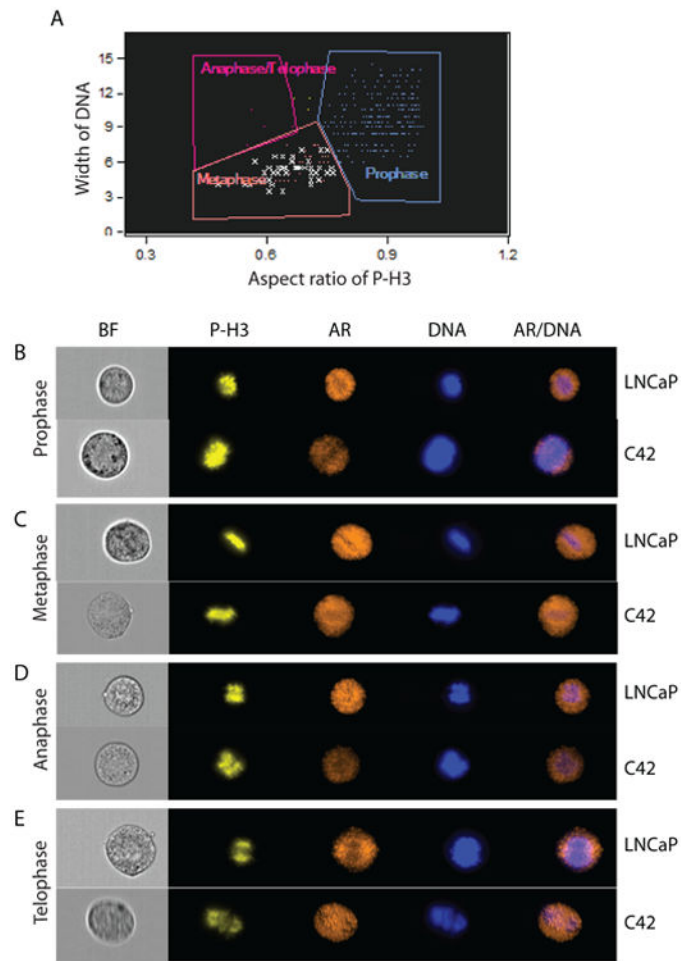 A
Width of DNA
15
12
9
6
3
0
Anaphase/Telophase
Metaphase
Prophase
0.3 0.6 0.9 1.2
Aspect ratio of P-H3
BF P-H3 AR DNA AR/DNA
B
Prophase
LNCaP
C42
C
Metaphase
LNCaP
C42
D
Anaphase
LNCaP
C42
E
Telophase
LNCaP
C42